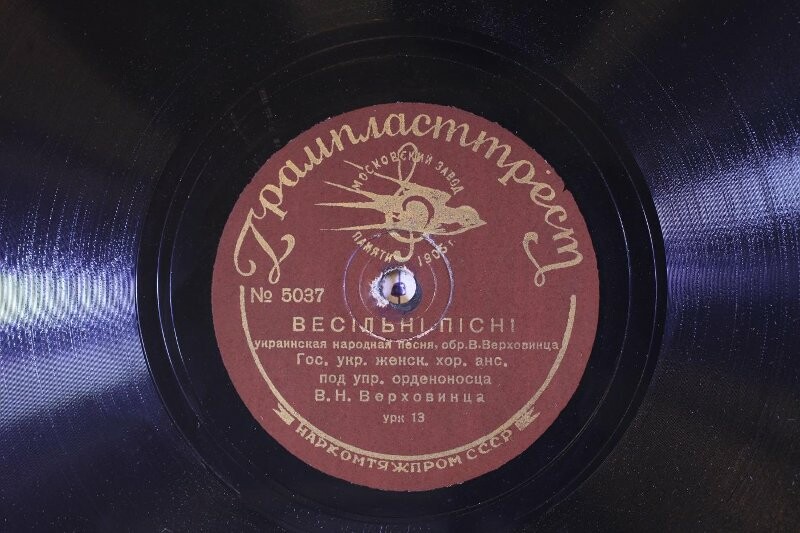 Грампласттрест
МОСКОВСКИЙ ЗАВОД
ПАМЯТИ 1905 г
№ 5037
ВЕСІЛЬНІ ПІСНІ
украинская народная песня, обр. В. Верховинца
Гос. укр. женск. хор. анс.
под упр. орденоносца
В. Н. Верховинца
урк 13
НАРКОМТЯЖПРОМ СССР